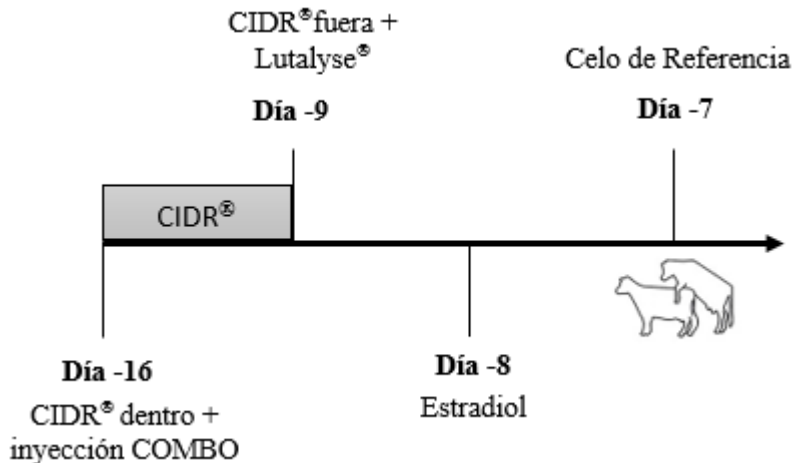 CIDR®fuera +
Lutalyse®
Día -9
Celo de Referencia
Día -7
CIDR®
Día -16
CIDR® dentro +
inyección COMBO
Día -8
Estradiol